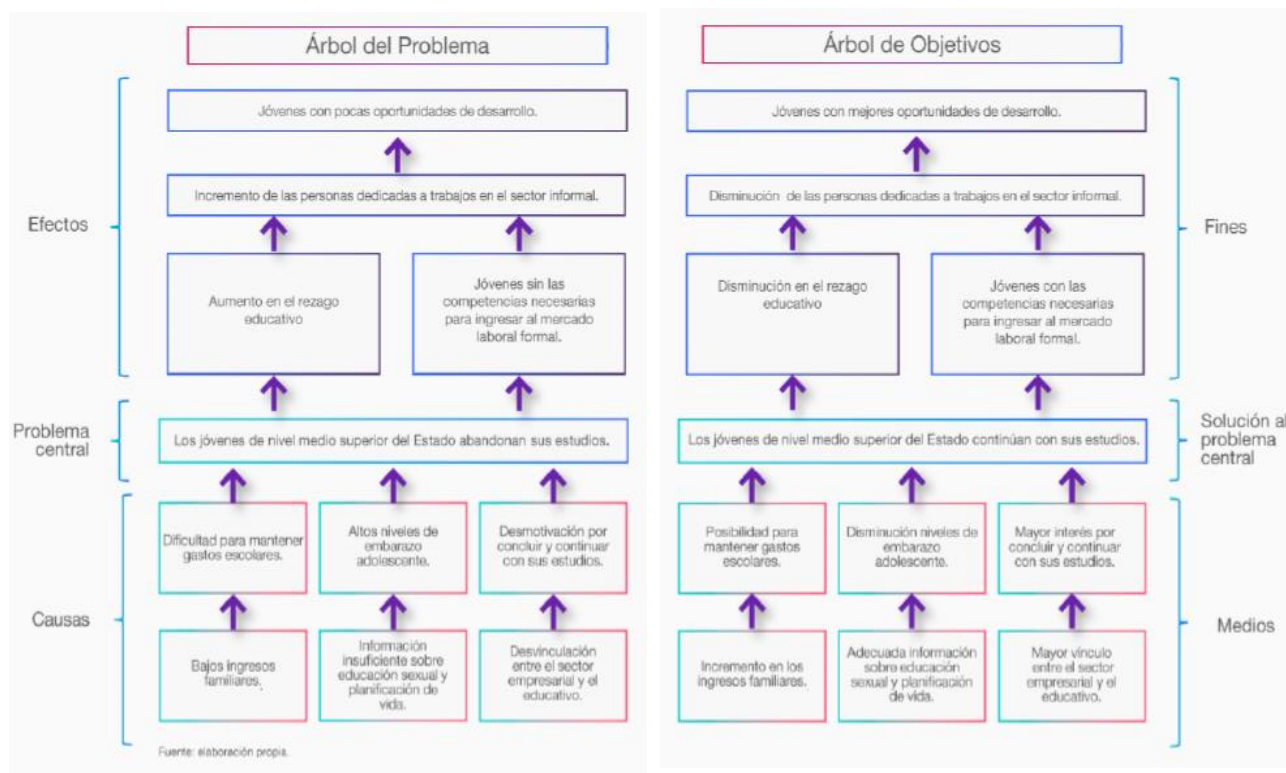 Árbol del Problema
Efectos
Jóvenes con pocas oportunidades de desarrollo.
Incremento de las personas dedicadas a trabajos en el sector informal.
Aumento en el rezago
educativo
Jóvenes sin las
competencias necesarias
para ingresar al mercado
laboral formal.
Problema
central
Los jóvenes de nivel medio superior del Estado abandonan sus estudios.
Causas
Dificultad para mantener
gastos escolares.
Altos niveles de
embarazo
adolescente.
Desmotivación por
concluir y continuar
con sus estudios.
Bajos ingresos
familiares.
Información
insuficiente sobre
educación sexual y
planificación de
vida.
Desvinculación
entre el sector
empresarial y el
educativo.
Fuente: elaboración propia.
Árbol de Objetivos
Jóvenes con mejores oportunidades de desarrollo.
Disminución de las personas dedicadas a trabajos en el sector informal.
Disminución en el rezago
educativo
Jóvenes con las
competencias necesarias
para ingresar al mercado
laboral formal.
Fines
Los jóvenes de nivel medio superior del Estado continúan con sus estudios.
Solución al
problema
central
Posibilidad para
mantener gastos
escolares.
Disminución niveles de
embarazo
adolescente.
Mayor interés por
concluir y continuar
con sus estudios.
Incremento en los
ingresos familiares.
Adecuada información
sobre educación
sexual y planificación
de vida.
Mayor vínculo
entre el sector
empresarial y el
educativo.
Medios